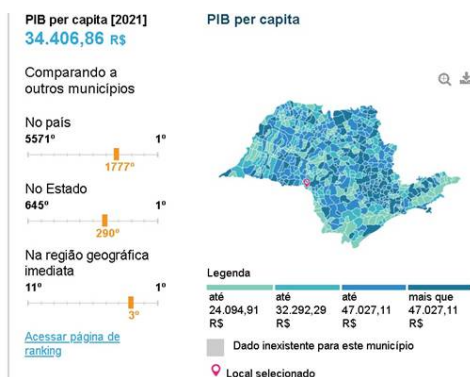 PIB per capita [2021]
34.406,86 R$
Comparando a
outros municípios
No país
5571º 1º
1777º
No Estado
645º 1º
290º
Na região geográfica
imediata
11º 1º
3º
Acessar página de
ranking
PIB per capita
Legenda
até até até mais que
24.094,91 32.292,29 47.027,11 47.027,11
R$ R$ R$ R$
Dado inexistente para este município
Local selecionado